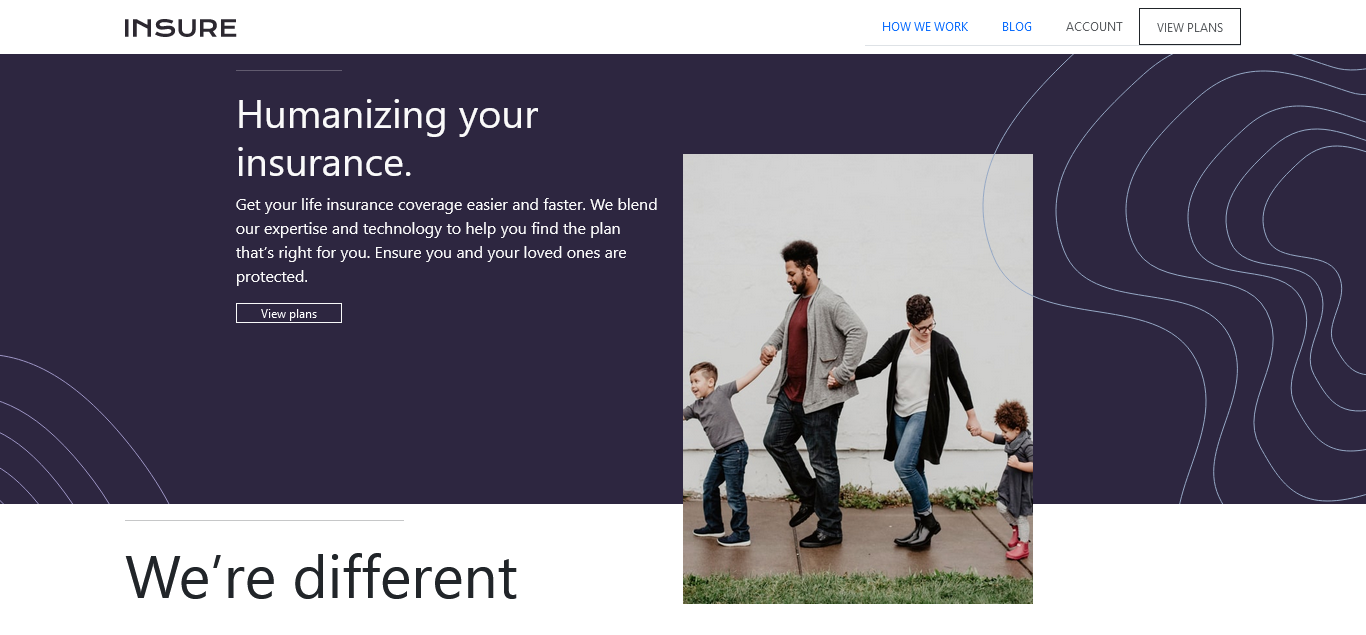 INSURE
HOW WE WORK
BLOG
ACCOUNT
VIEW PLANS
Humanizing your
insurance.
Get your life insurance coverage easier and faster. We blend
our expertise and technology to help you find the plan
that’s right for you. Ensure you and your loved ones are
protected.
View plans
We’re different